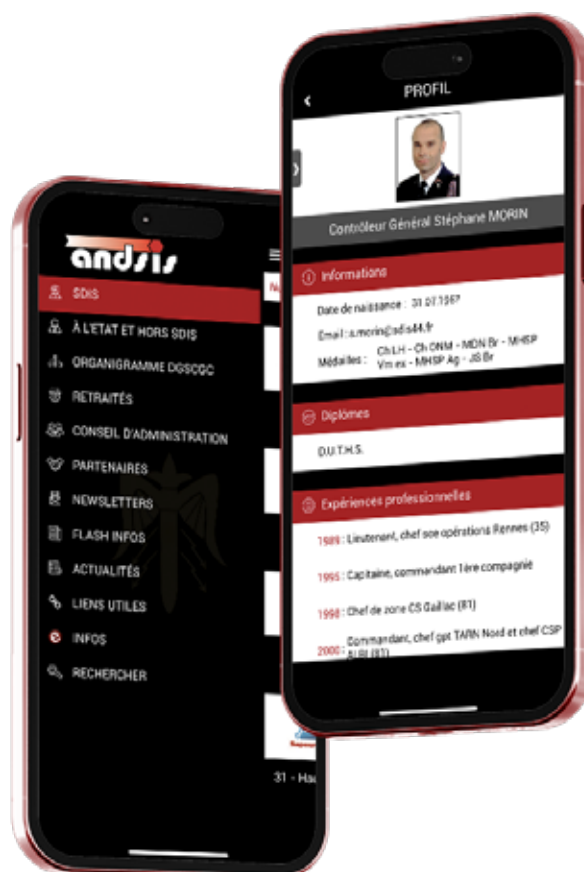 andsis
SDIS
À L'ETAT ET HORS SDIS
ORGANIGRAMME DGSCGC
RETRAITÉS
CONSEIL D'ADMINISTRATION
PARTENAIRES
NEWSLETTERS
FLASH INFOS
ACTUALITÉS
LIENS UTILES
INFOS
RECHERCHER
31 - Hau
PROFIL
Contrôleur Général Stéphane MORIN
Informations
Date de naissance : 31.07.1967
Email : s.morin@sdis44.fr
Médailles : Ch LH - Ch ONM - MDN Br - MHSP
Vm ex - MHSP Ag - JS Br
Diplômes
D.U.T.H.S.
Expériences professionnelles
1989 : Lieutenant, chef sce opérations Rennes (35)
1995 : Capitaine, commandant 1ère compagnie
1998 : Chef de zone CS Gaillac (81)
2000 : Commandant, chef gpt TARN Nord et chef CSP
ALBI (81)